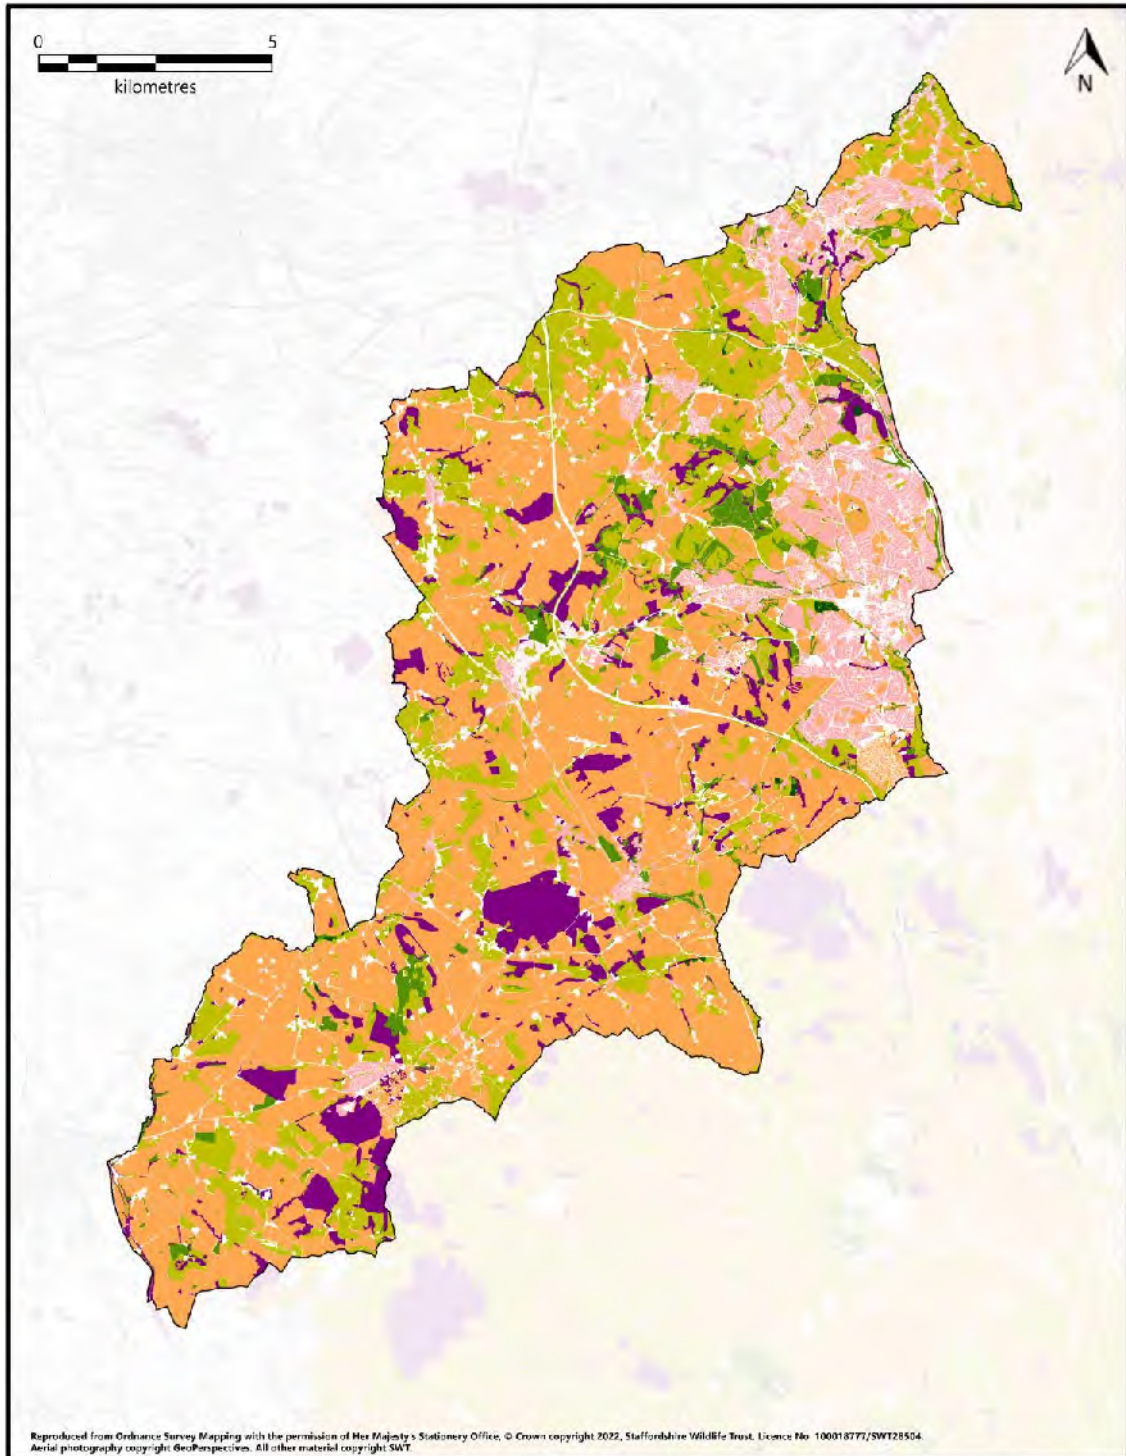 0 5
kilometres
N
Reproduced from Ordnance Survey Mapping with the permission of Her Majesty's Stationery Office, © Crown copyright 2022, Staffordshire Wildlife Trust. Licence No 100018777/SWT28504.
Aerial photography copyright GeoPerspectives. All other material copyright SWT.